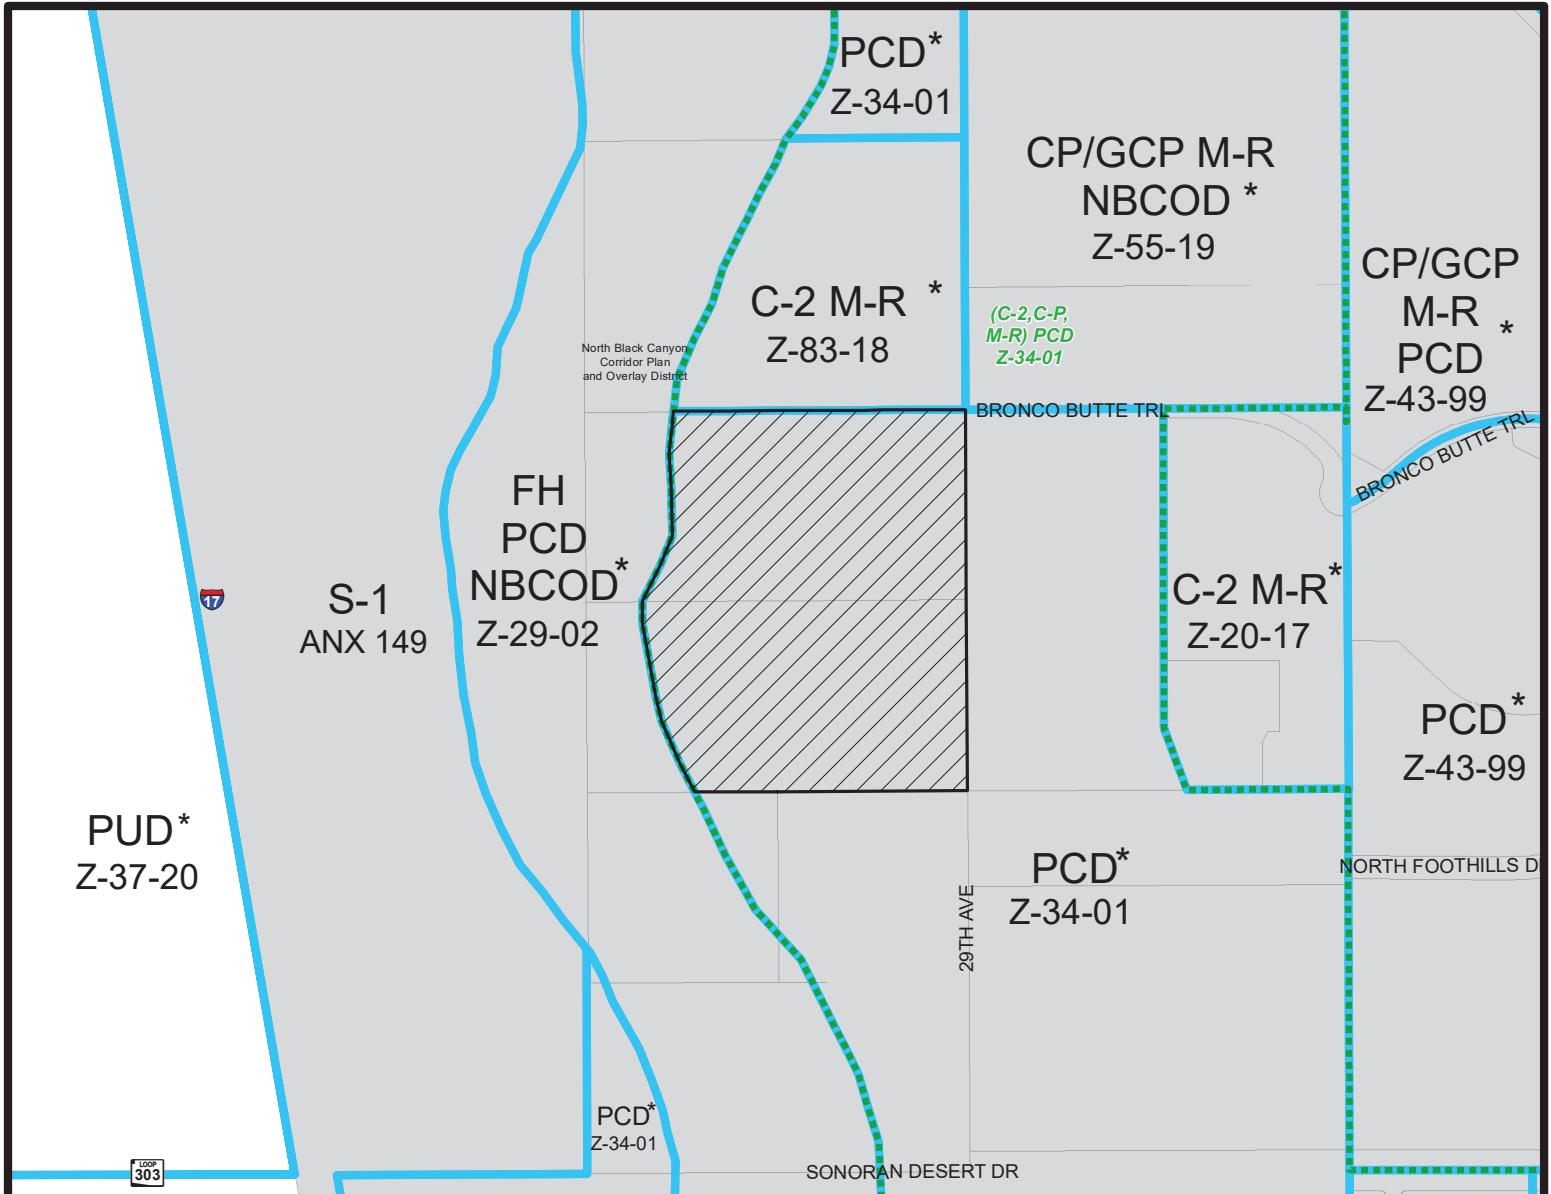 PCD*
Z-34-01
CP/GCP M-R
NBCOD *
Z-55-19
CP/GCP
M-R
PCD *
Z-43-99
C-2 M-R *
Z-83-18
(C-2,C-P,
M-R) PCD
Z-34-01
North Black Canyon
Corridor Plan
and Overlay District
BRONCO BUTTE TRL
BRONCO BUTTE TRL
FH
PCD
NBCOD*
Z-29-02
S-1
ANX 149
17
C-2 M-R*
Z-20-17
PCD*
Z-43-99
PUD*
Z-37-20
PCD*
Z-34-01
NORTH FOOTHILLS D
29TH AVE
PCD*
Z-34-01
LOOP
303
SONORAN DESERT DR